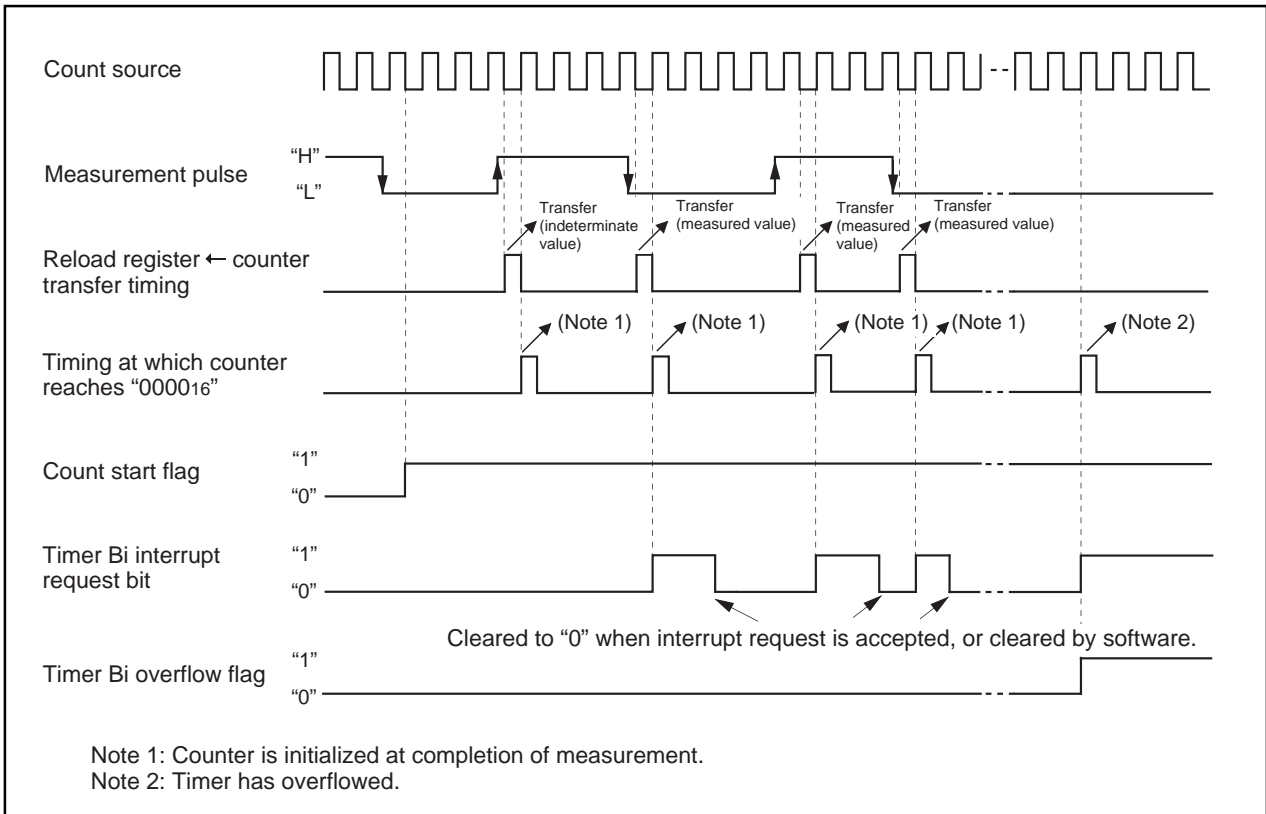 Count source
Measurement pulse
“H”
“L”
Transfer
(indeterminate
value)
Transfer
(measured value)
Transfer
(measured
value)
Transfer
(measured value)
Reload register ← counter
transfer timing
(Note 1)
(Note 1)
(Note 1)
(Note 1)
(Note 2)
Timing at which counter
reaches “000016”
Count start flag
“1”
“0”
Timer Bi interrupt
request bit
“1”
“0”
Cleared to “0” when interrupt request is accepted, or cleared by software.
Timer Bi overflow flag
“1”
“0”
Note 1: Counter is initialized at completion of measurement.
Note 2: Timer has overflowed.